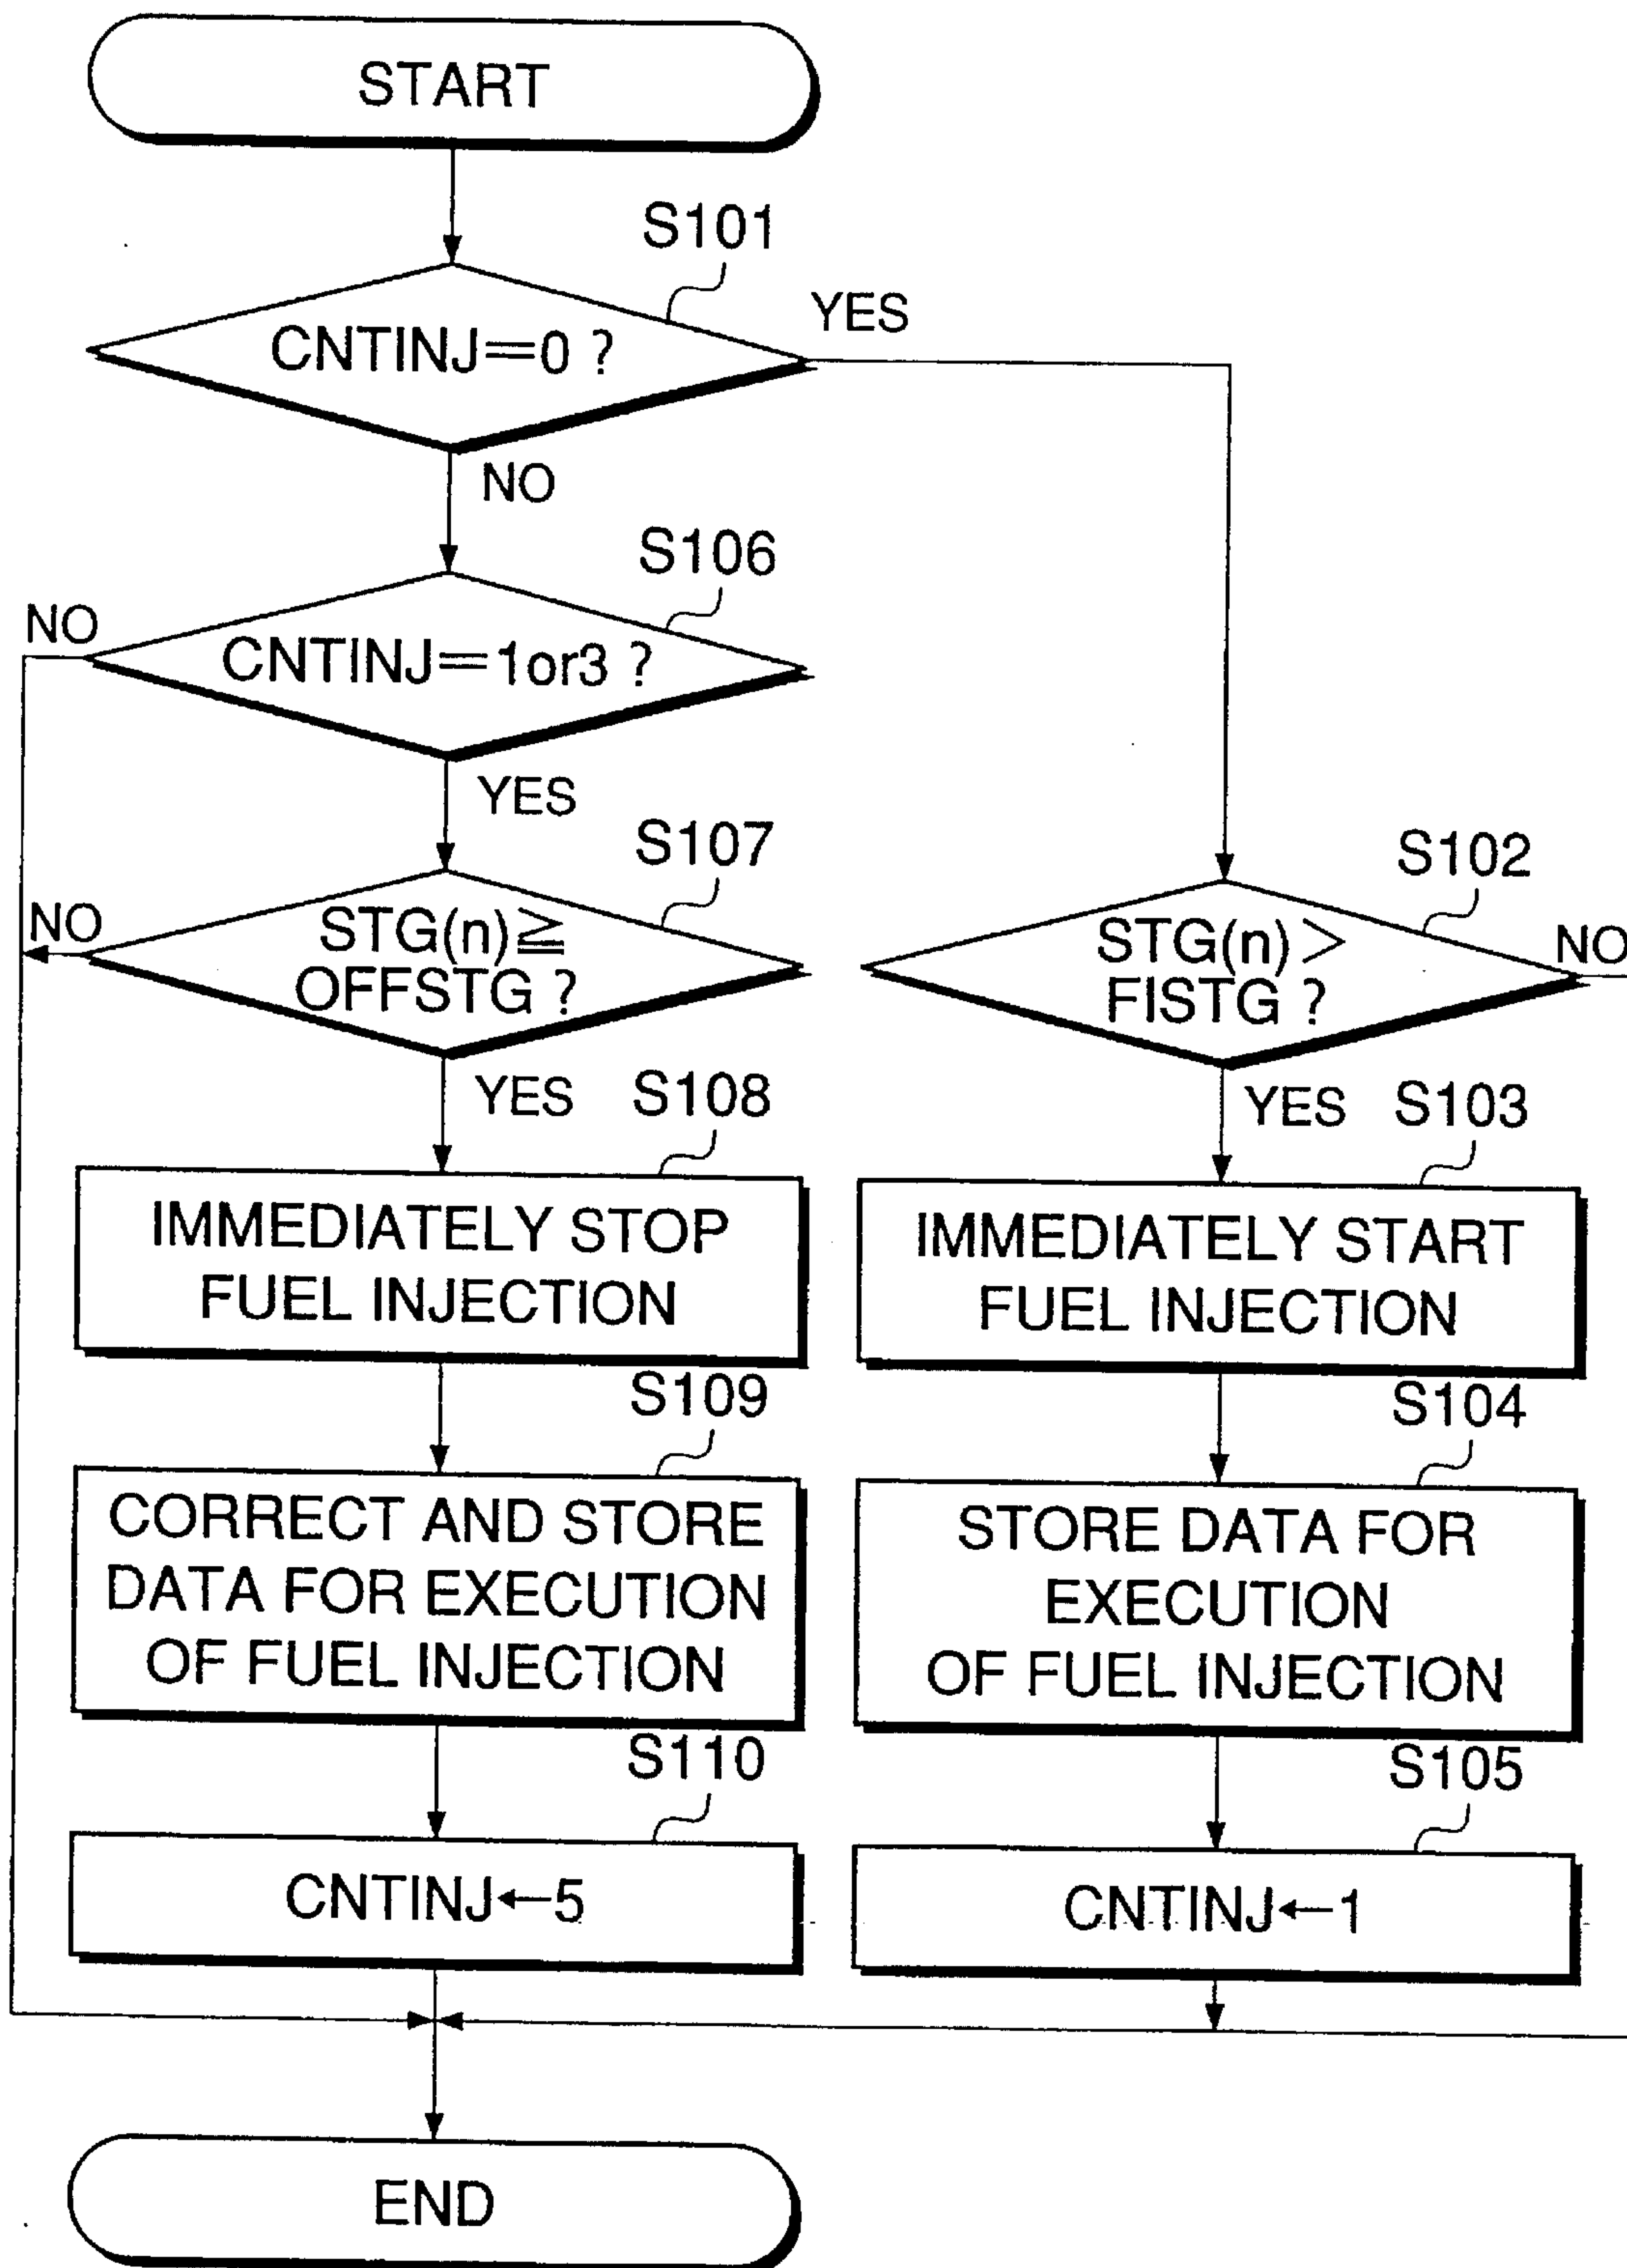 START
S101
CNTINJ=0 ?
YES
NO
S106
NO
CNTINJ=1or3 ?
YES
S107
NO
STG(n)≧
OFFSTG ?
S102
STG(n)>
FISTG ?
NO
YES
S108
YES
S103
IMMEDIATELY STOP
FUEL INJECTION
IMMEDIATELY START
FUEL INJECTION
S109
S104
CORRECT AND STORE
DATA FOR EXECUTION
OF FUEL INJECTION
STORE DATA FOR
EXECUTION
OF FUEL INJECTION
S110
S105
CNTINJ←5
CNTINJ←1
END